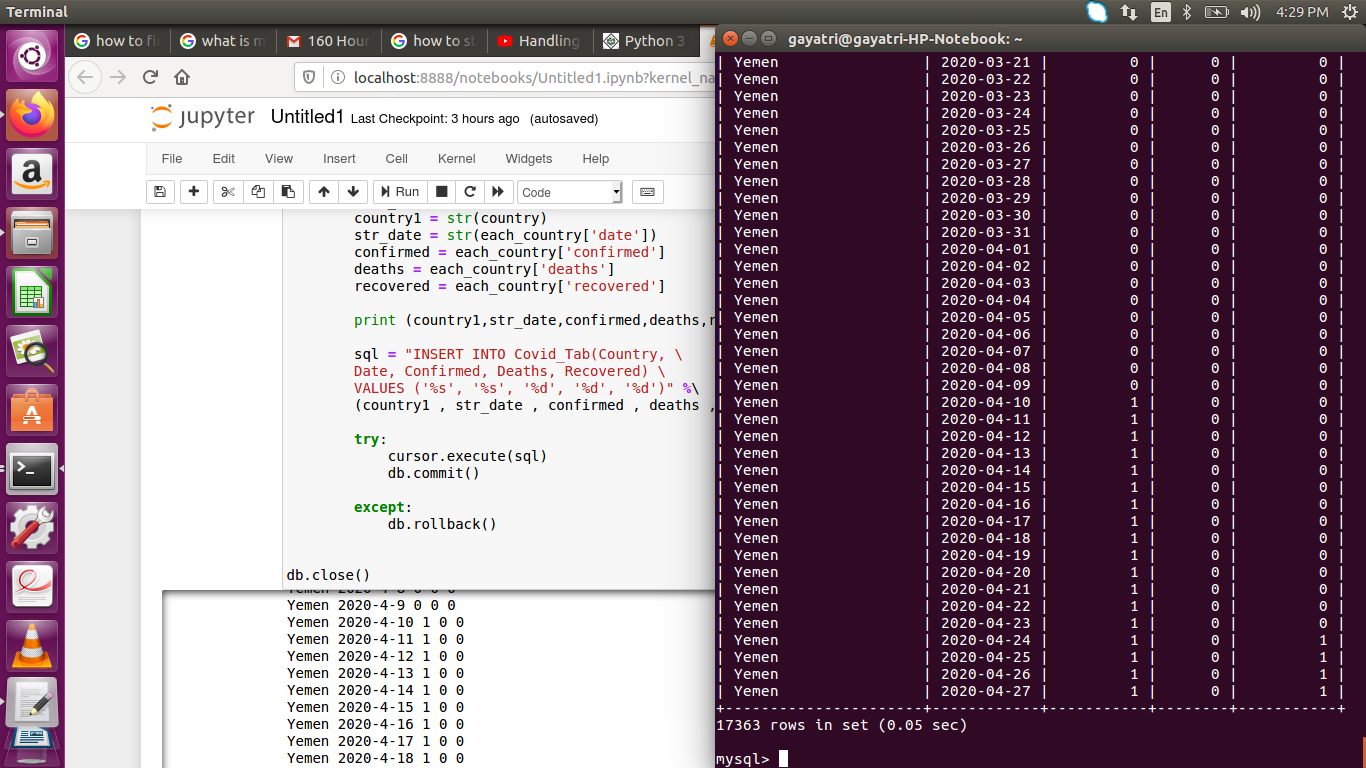 Terminal
En
4:29 PM
how to fi
what is m
160 Hour
how to st
Handling
Python 3
localhost:8888/notebooks/Untitled1.ipynb?kernel_na
jupyter Untitled1 Last Checkpoint: 3 hours ago (autosaved)
File Edit View Insert Cell Kernel Widgets Help
Run Code
country1 = str(country)
str_date = str(each_country['date'])
confirmed = each_country['confirmed']
deaths = each_country['deaths']
recovered = each_country['recovered']
print (country1,str_date,confirmed,deaths,r
sql = "INSERT INTO Covid_Tab(Country, \
Date, Confirmed, Deaths, Recovered) \
VALUES ('%s', '%s', '%d', '%d', '%d')" %\
(country1 , str_date , confirmed , deaths ,
try:
cursor.execute(sql)
db.commit()
except:
db.rollback()
db.close()
Yemen 2020-4-8 0 0 0
Yemen 2020-4-9 0 0 0
Yemen 2020-4-10 1 0 0
Yemen 2020-4-11 1 0 0
Yemen 2020-4-12 1 0 0
Yemen 2020-4-13 1 0 0
Yemen 2020-4-14 1 0 0
Yemen 2020-4-15 1 0 0
Yemen 2020-4-16 1 0 0
Yemen 2020-4-17 1 0 0
Yemen 2020-4-18 1 0 0
gayatri@gayatri-HP-Notebook: ~
| Yemen | 2020-03-21 | 0 | 0 | 0 |
| Yemen | 2020-03-22 | 0 | 0 | 0 |
| Yemen | 2020-03-23 | 0 | 0 | 0 |
| Yemen | 2020-03-24 | 0 | 0 | 0 |
| Yemen | 2020-03-25 | 0 | 0 | 0 |
| Yemen | 2020-03-26 | 0 | 0 | 0 |
| Yemen | 2020-03-27 | 0 | 0 | 0 |
| Yemen | 2020-03-28 | 0 | 0 | 0 |
| Yemen | 2020-03-29 | 0 | 0 | 0 |
| Yemen | 2020-03-30 | 0 | 0 | 0 |
| Yemen | 2020-03-31 | 0 | 0 | 0 |
| Yemen | 2020-04-01 | 0 | 0 | 0 |
| Yemen | 2020-04-02 | 0 | 0 | 0 |
| Yemen | 2020-04-03 | 0 | 0 | 0 |
| Yemen | 2020-04-04 | 0 | 0 | 0 |
| Yemen | 2020-04-05 | 0 | 0 | 0 |
| Yemen | 2020-04-06 | 0 | 0 | 0 |
| Yemen | 2020-04-07 | 0 | 0 | 0 |
| Yemen | 2020-04-08 | 0 | 0 | 0 |
| Yemen | 2020-04-09 | 0 | 0 | 0 |
| Yemen | 2020-04-10 | 1 | 0 | 0 |
| Yemen | 2020-04-11 | 1 | 0 | 0 |
| Yemen | 2020-04-12 | 1 | 0 | 0 |
| Yemen | 2020-04-13 | 1 | 0 | 0 |
| Yemen | 2020-04-14 | 1 | 0 | 0 |
| Yemen | 2020-04-15 | 1 | 0 | 0 |
| Yemen | 2020-04-16 | 1 | 0 | 0 |
| Yemen | 2020-04-17 | 1 | 0 | 0 |
| Yemen | 2020-04-18 | 1 | 0 | 0 |
| Yemen | 2020-04-19 | 1 | 0 | 0 |
| Yemen | 2020-04-20 | 1 | 0 | 0 |
| Yemen | 2020-04-21 | 1 | 0 | 0 |
| Yemen | 2020-04-22 | 1 | 0 | 0 |
| Yemen | 2020-04-23 | 1 | 0 | 0 |
| Yemen | 2020-04-24 | 1 | 0 | 1 |
| Yemen | 2020-04-25 | 1 | 0 | 1 |
| Yemen | 2020-04-26 | 1 | 0 | 1 |
| Yemen | 2020-04-27 | 1 | 0 | 1 |
+------------------------+------------+-----------+--------+-----------+
17363 rows in set (0.05 sec)
mysql>